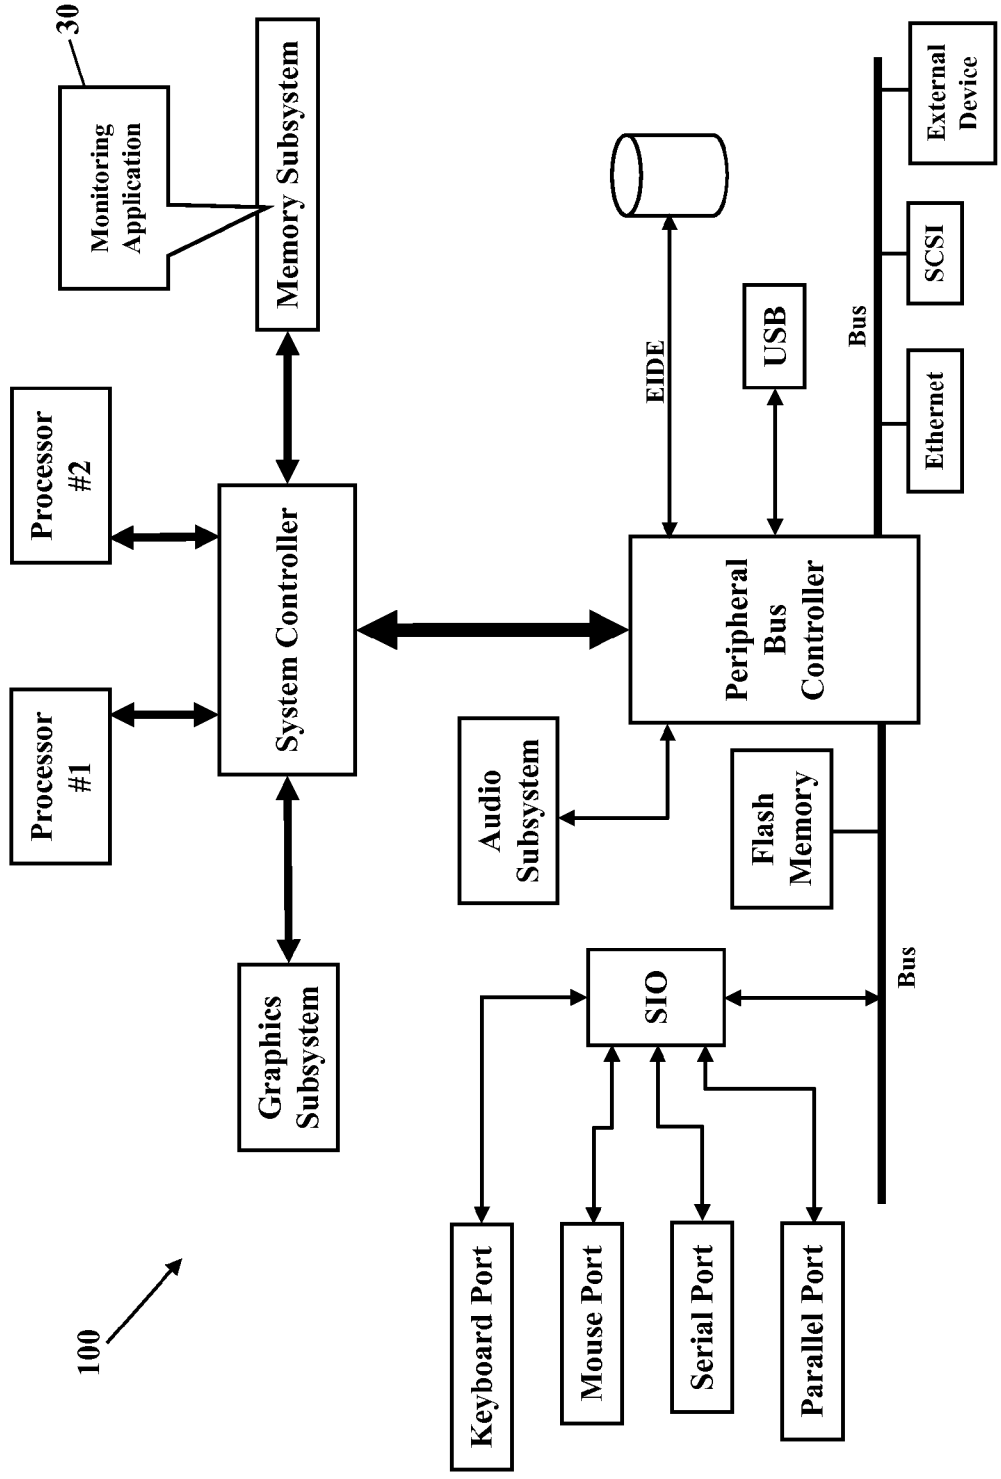 100
30
Monitoring
Application
Processor
#1
Processor
#2
Graphics
Subsystem
System Controller
Memory Subsystem
Audio
Subsystem
Peripheral
Bus
Controller
EIDE
USB
Keyboard Port
Mouse Port
Serial Port
Parallel Port
SIO
Flash
Memory
Bus
Bus
Ethernet
SCSI
External
Device